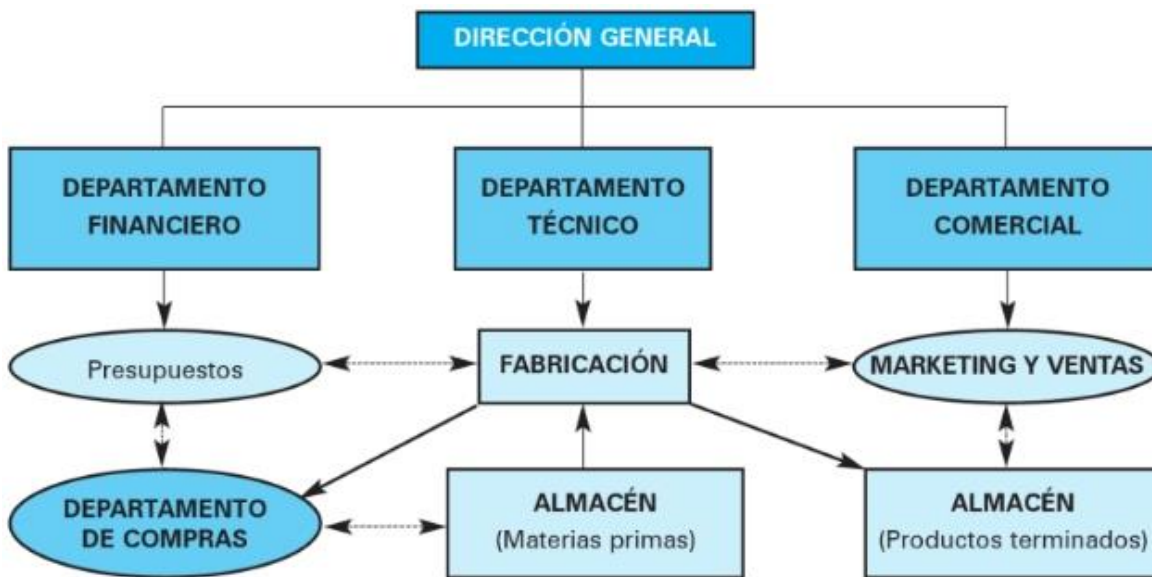 DIRECCIÓN GENERAL
DEPARTAMENTO
FINANCIERO
DEPARTAMENTO
TÉCNICO
DEPARTAMENTO
COMERCIAL
Presupuestos
FABRICACIÓN
MARKETING Y VENTAS
DEPARTAMENTO
DE COMPRAS
ALMACÉN
(Materias primas)
ALMACÉN
(Productos terminados)